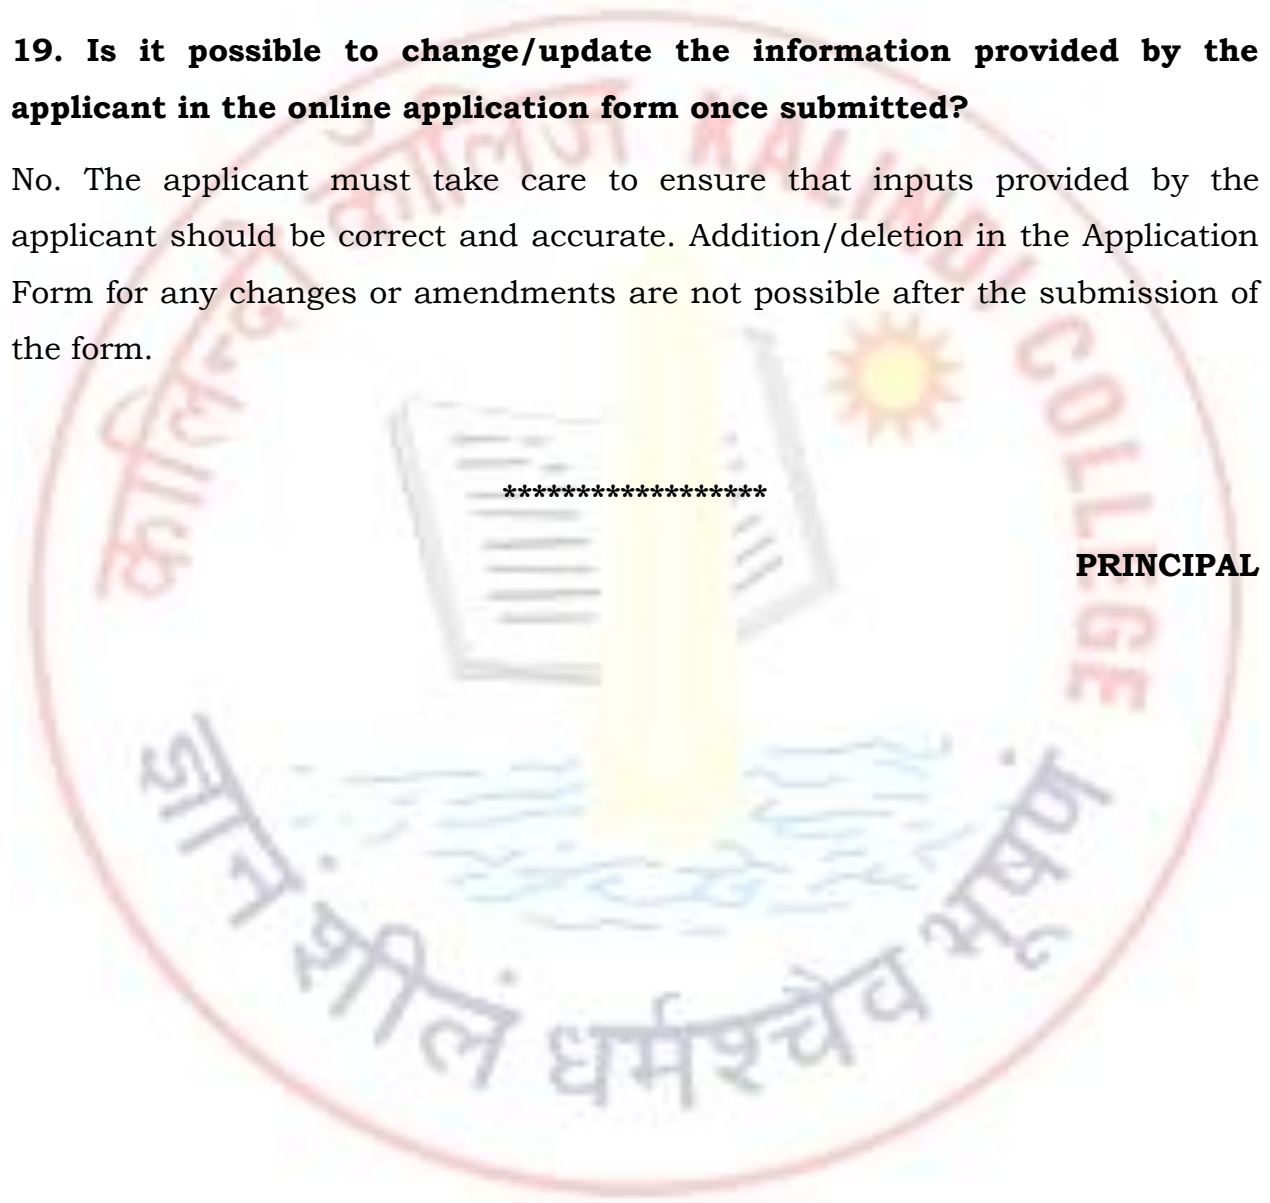 19. Is it possible to change/update the information provided by the
applicant in the online application form once submitted?
No. The applicant must take care to ensure that inputs provided by the
applicant should be correct and accurate. Addition/deletion in the Application
Form for any changes or amendments are not possible after the submission of
the form.
******************
PRINCIPAL
कालिन्दी कॉलिज KALINDI COLLEGE
ज्ञानं शीलं धर्मश्चैव भूषणं